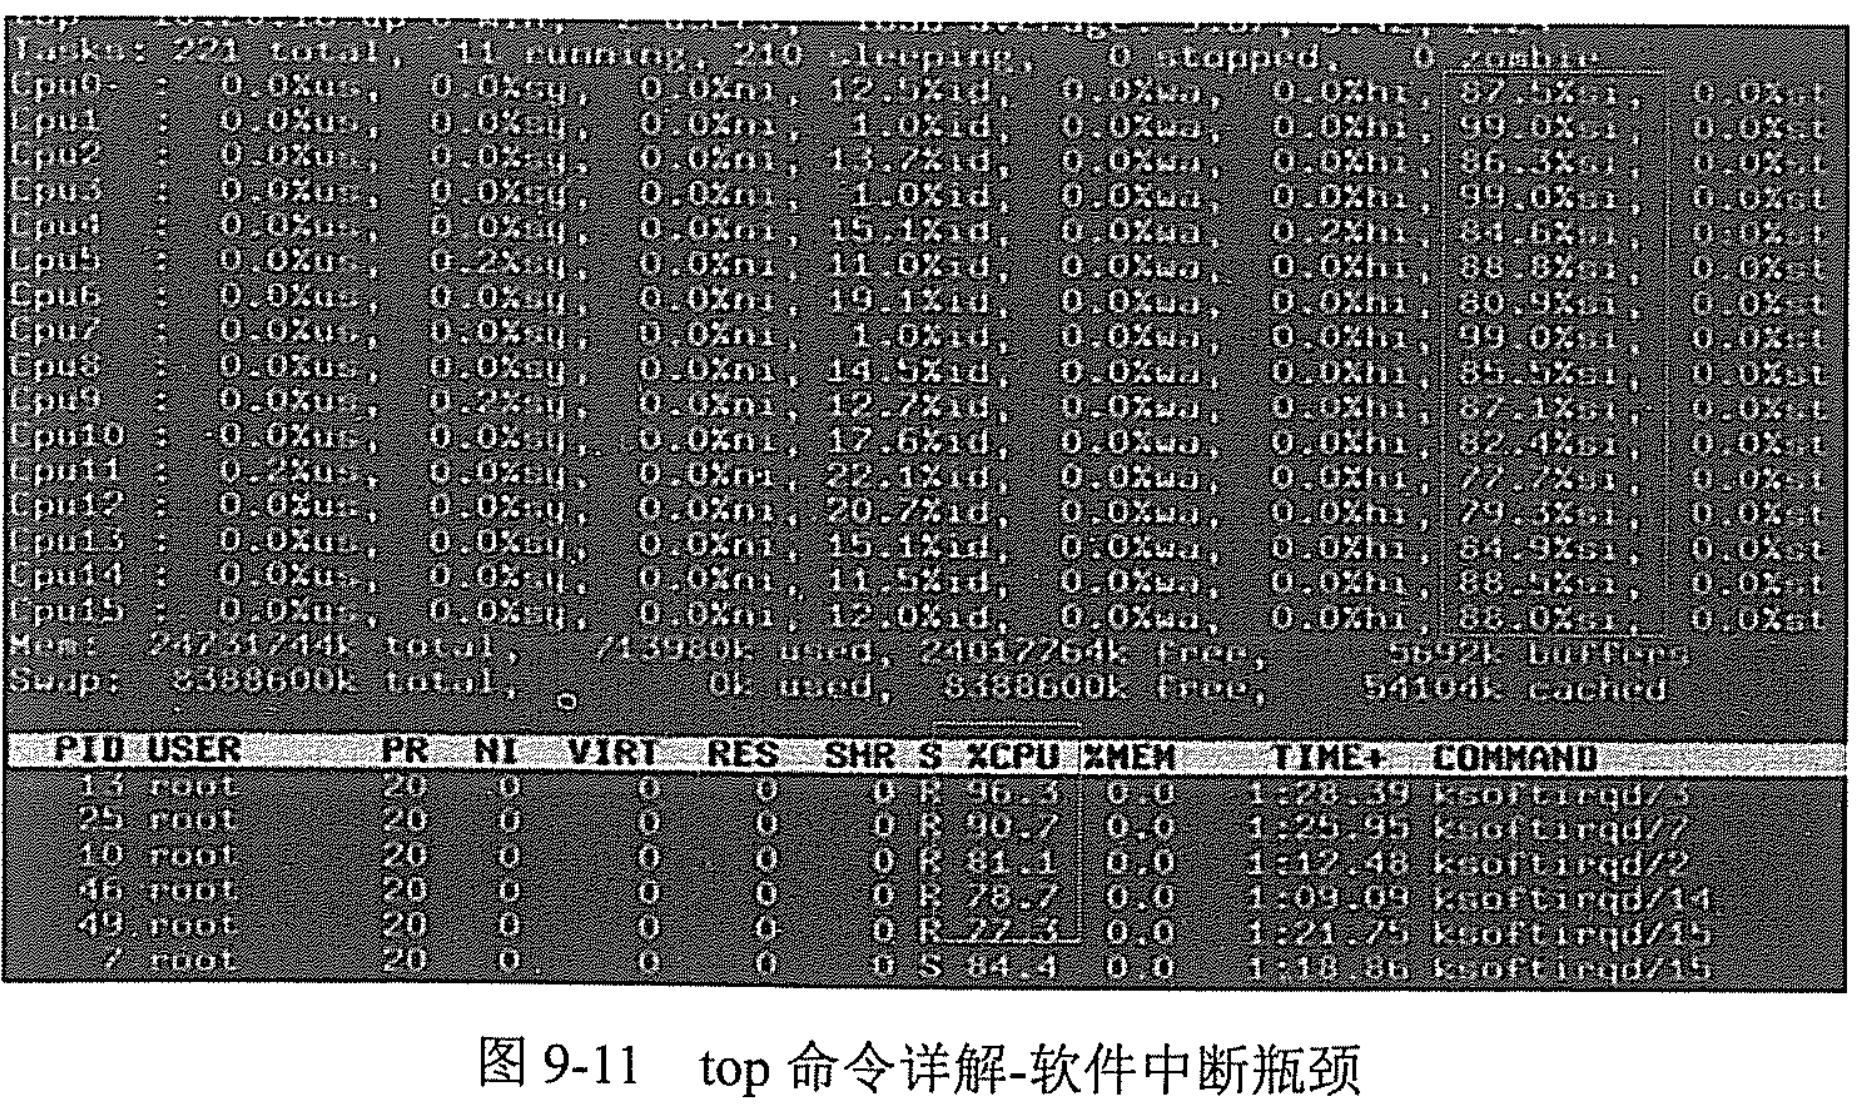 Tasks: 221 total, 11 running, 210 sleeping, 0 stopped, 0 zombie
Cpu0 : 0.0%us, 0.0%sy, 0.0%ni, 12.5%id, 0.0%wa, 0.0%hi, 87.5%si, 0.0%st
Cpu1 : 0.0%us, 0.0%sy, 0.0%ni, 1.0%id, 0.0%wa, 0.0%hi, 99.0%si, 0.0%st
Cpu2 : 0.0%us, 0.0%sy, 0.0%ni, 13.7%id, 0.0%wa, 0.0%hi, 86.3%si, 0.0%st
Cpu3 : 0.0%us, 0.0%sy, 0.0%ni, 1.0%id, 0.0%wa, 0.0%hi, 99.0%si, 0.0%st
Cpu4 : 0.0%us, 0.0%sy, 0.0%ni, 15.1%id, 0.0%wa, 0.2%hi, 84.6%si, 0.0%st
Cpu5 : 0.0%us, 0.2%sy, 0.0%ni, 11.0%id, 0.0%wa, 0.0%hi, 88.8%si, 0.0%st
Cpu6 : 0.0%us, 0.0%sy, 0.0%ni, 19.1%id, 0.0%wa, 0.0%hi, 80.9%si, 0.0%st
Cpu7 : 0.0%us, 0.0%sy, 0.0%ni, 1.0%id, 0.0%wa, 0.0%hi, 99.0%si, 0.0%st
Cpu8 : 0.0%us, 0.0%sy, 0.0%ni, 14.5%id, 0.0%wa, 0.0%hi, 85.5%si, 0.0%st
Cpu9 : 0.0%us, 0.2%sy, 0.0%ni, 12.7%id, 0.0%wa, 0.0%hi, 87.1%si, 0.0%st
Cpu10 : 0.0%us, 0.0%sy, 0.0%ni, 17.6%id, 0.0%wa, 0.0%hi, 82.4%si, 0.0%st
Cpu11 : 0.2%us, 0.0%sy, 0.0%ni, 22.1%id, 0.0%wa, 0.0%hi, 77.7%si, 0.0%st
Cpu12 : 0.0%us, 0.0%sy, 0.0%ni, 20.7%id, 0.0%wa, 0.0%hi, 79.3%si, 0.0%st
Cpu13 : 0.0%us, 0.0%sy, 0.0%ni, 15.1%id, 0.0%wa, 0.0%hi, 84.9%si, 0.0%st
Cpu14 : 0.0%us, 0.0%sy, 0.0%ni, 11.5%id, 0.0%wa, 0.0%hi, 88.5%si, 0.0%st
Cpu15 : 0.0%us, 0.0%sy, 0.0%ni, 12.0%id, 0.0%wa, 0.0%hi, 88.0%si, 0.0%st
Mem: 24731744k total, 713980k used, 24017764k free, 5692k buffers
Swap: 8388600k total, 0k used, 8388600k free, 54104k cached
PID USER PR NI VIRT RES SHR S %CPU %MEM TIME+ COMMAND
13 root 20 0 0 0 0 R 96.3 0.0 1:28.39 ksoftirqd/3
25 root 20 0 0 0 0 R 90.7 0.0 1:25.95 ksoftirqd/7
10 root 20 0 0 0 0 R 81.1 0.0 1:12.48 ksoftirqd/2
46 root 20 0 0 0 0 R 78.7 0.0 1:09.09 ksoftirqd/14
49 root 20 0 0 0 0 R 77.3 0.0 1:21.75 ksoftirqd/15
7 root 20 0 0 0 0 S 84.4 0.0 1:18.86 ksoftirqd/15
图 9-11 top 命令详解-软件中断瓶颈